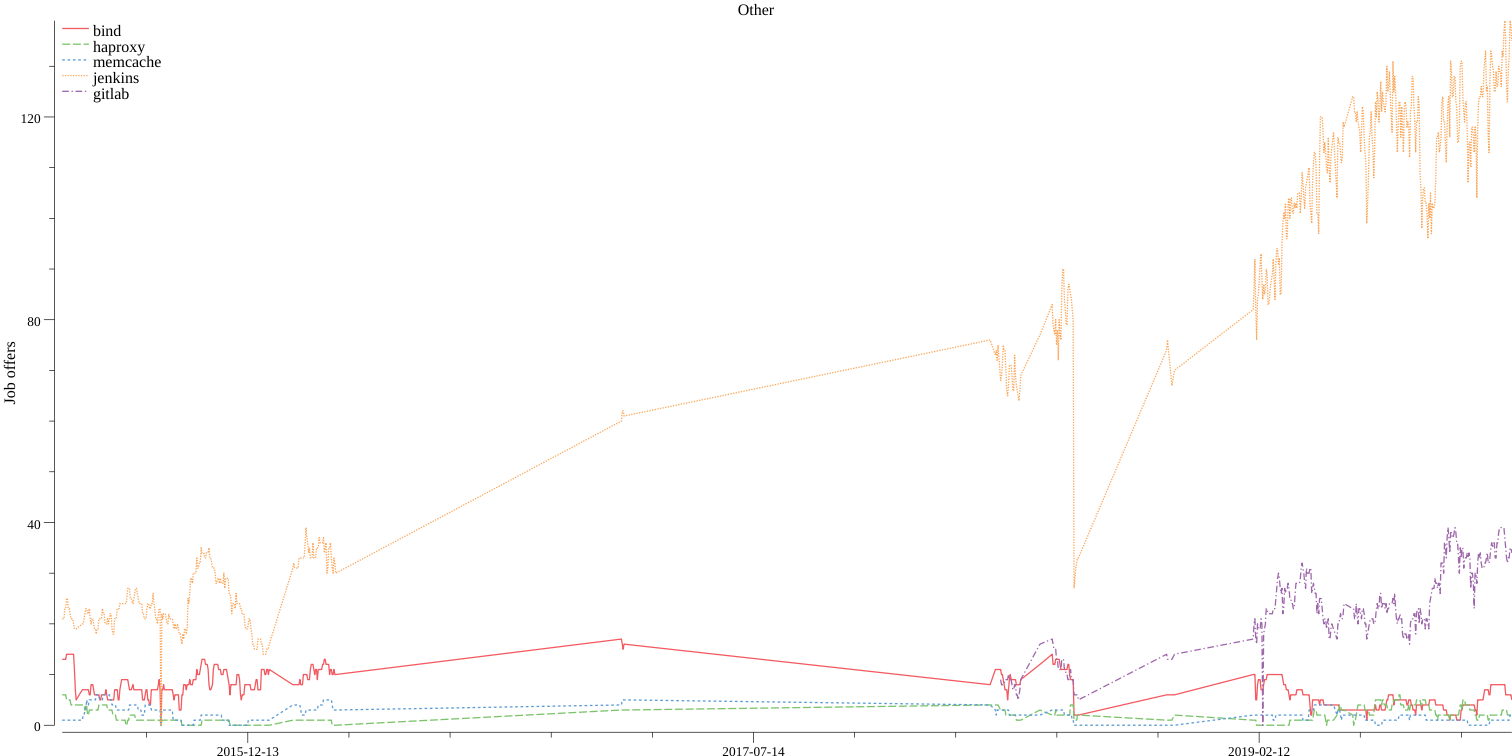 Other
bind
haproxy
memcache
jenkins
gitlab
120
80
40
0
Job offers
2015-12-13
2017-07-14
2019-02-12